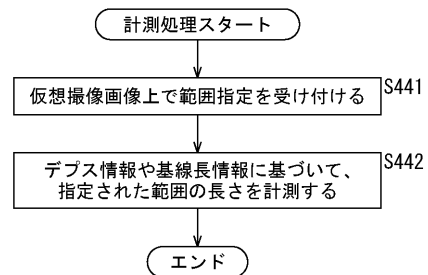 計測処理スタート
S441
仮想撮像画像上で範囲指定を受け付ける
S442
デプス情報や基線長情報に基づいて、
指定された範囲の長さを計測する
エンド